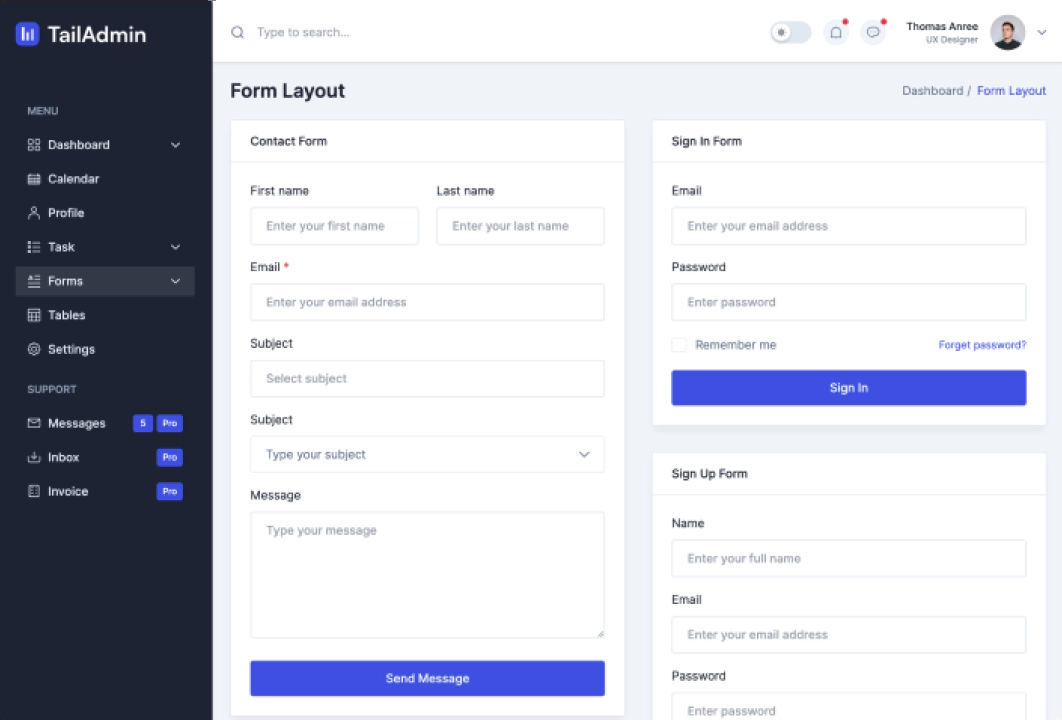 TailAdmin
Type to search...
Thomas Anree
UX Designer
MENU
Dashboard
Calendar
Profile
Task
Forms
Tables
Settings
SUPPORT
Messages 5 Pro
Inbox Pro
Invoice Pro
Form Layout
Dashboard / Form Layout
Contact Form
First name Last name
Enter your first name Enter your last name
Email *
Enter your email address
Subject
Select subject
Subject
Type your subject
Message
Type your message
Send Message
Sign In Form
Email
Enter your email address
Password
Enter password
Remember me Forget password?
Sign In
Sign Up Form
Name
Enter your full name
Email
Enter your email address
Password
Enter password